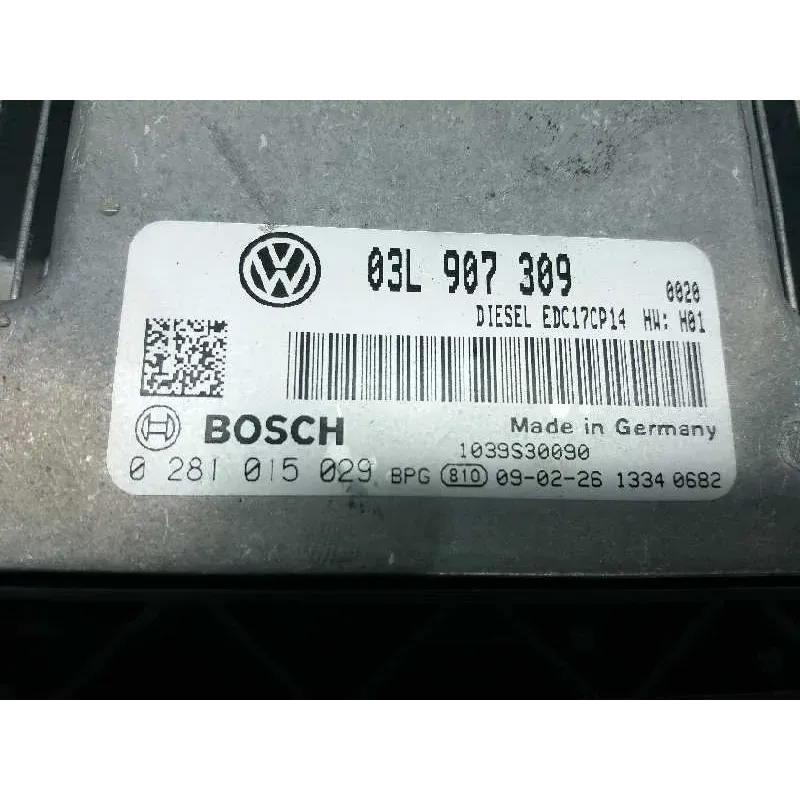 03L 907 309 0020
DIESEL EDC17CP14 HW: H01
BOSCH Made in Germany
1039S30090
0 281 015 029 BPG 810 09-02-26 1334 0682